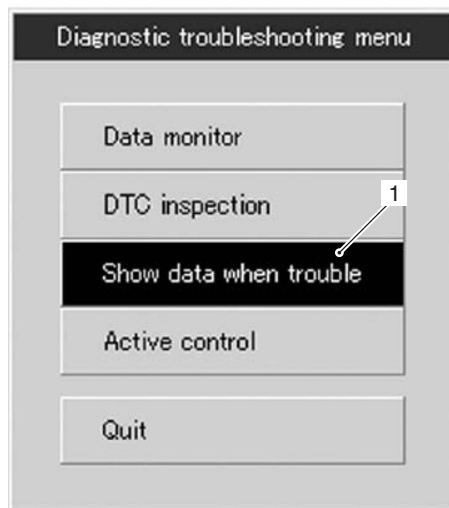 Diagnostic troubleshooting menu
Data monitor
DTC inspection
1
Show data when trouble
Active control
Quit